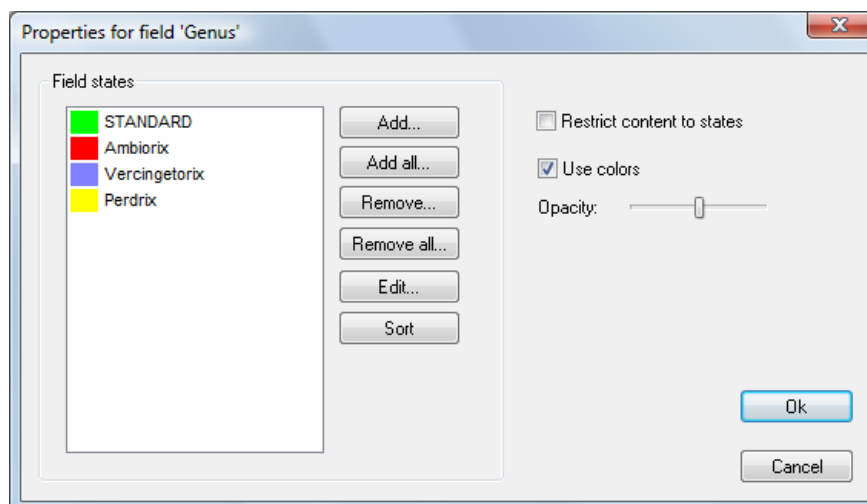 Properties for field 'Genus'
Field states
STANDARD
Ambiorix
Vercingetorix
Perdrix
Add...
Add all...
Remove...
Remove all...
Edit...
Sort
Restrict content to states
Use colors
Opacity:
Ok
Cancel